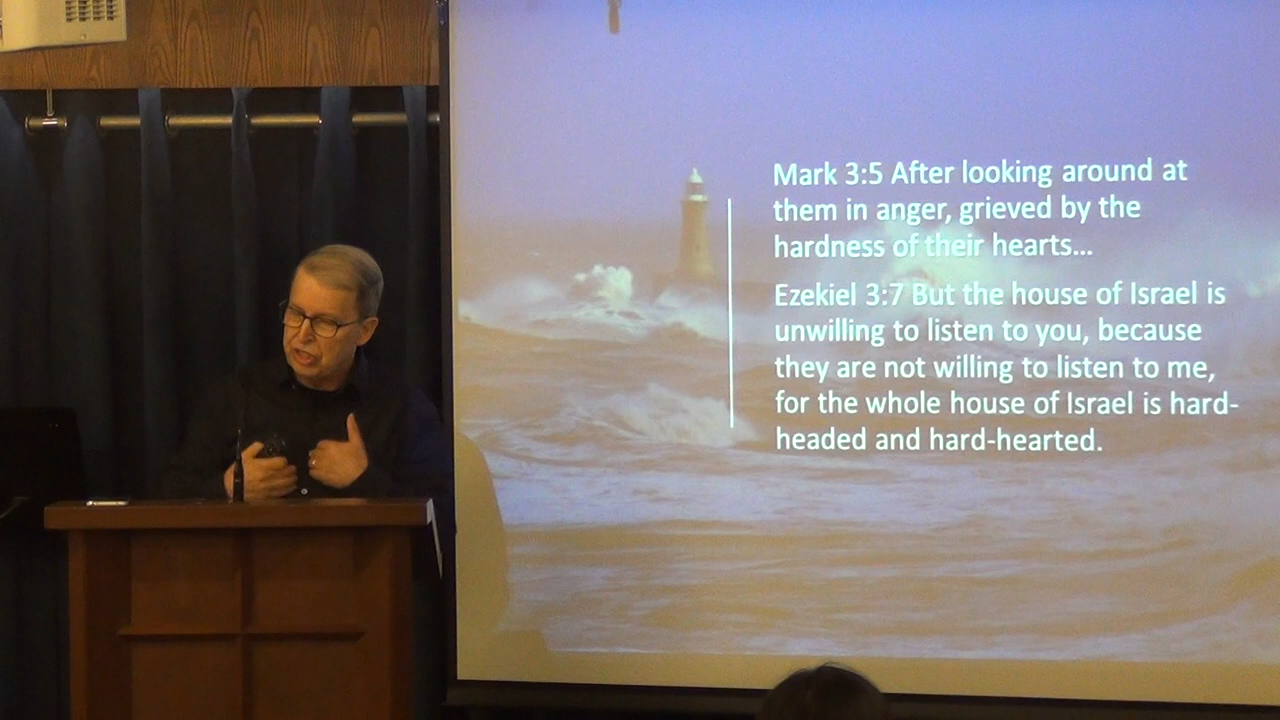 Mark 3:5 After looking around at
them in anger, grieved by the
hardness of their hearts...
Ezekiel 3:7 But the house of Israel is
unwilling to listen to you, because
they are not willing to listen to me,
for the whole house of Israel is hard-
headed and hard-hearted.